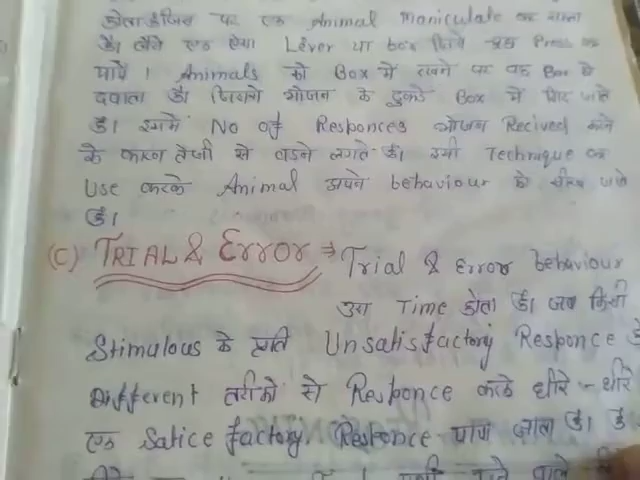 होता है जिस पर एक Animal Maniculate कर सकता
है। जैसे एक ऐसा Lever या box जिसे वह Press कर
पाये। Animals को Box में रखने पर वह Box को
दबाता है। जिससे भोजन के टुकडे Box में गिर जाते
है। इसमें No of Responces भोजन Recived करने
के कारण तेजी से बडने लगते है। इसी Technique का
Use करके Animal अपने behaviour को सीख जाते
है।
(C) TRIAL & ERROR ⇒ Trial & Error behaviour
उस Time होता है। जब किसी
Stimulous के प्रति Unsatisfactory Responce
Different तरीको से Responce करके धीरे-धीरे
एक Satice factory Responce पाया जाता है।